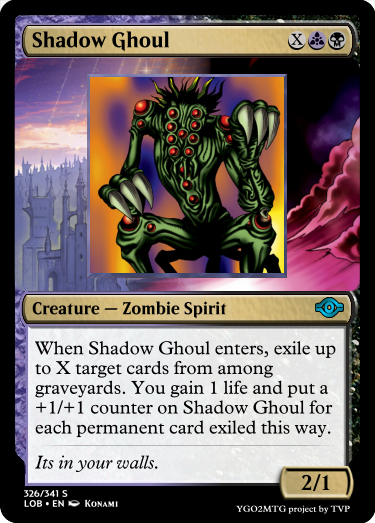 Shadow Ghoul X
Creature — Zombie Spirit
When Shadow Ghoul enters, exile up
to X target cards from among
graveyards. You gain 1 life and put a
+1/+1 counter on Shadow Ghoul for
each permanent card exiled this way.
Its in your walls.
2/1
326/341 S
LOB • EN Konami
YGO2MTG project by TVP